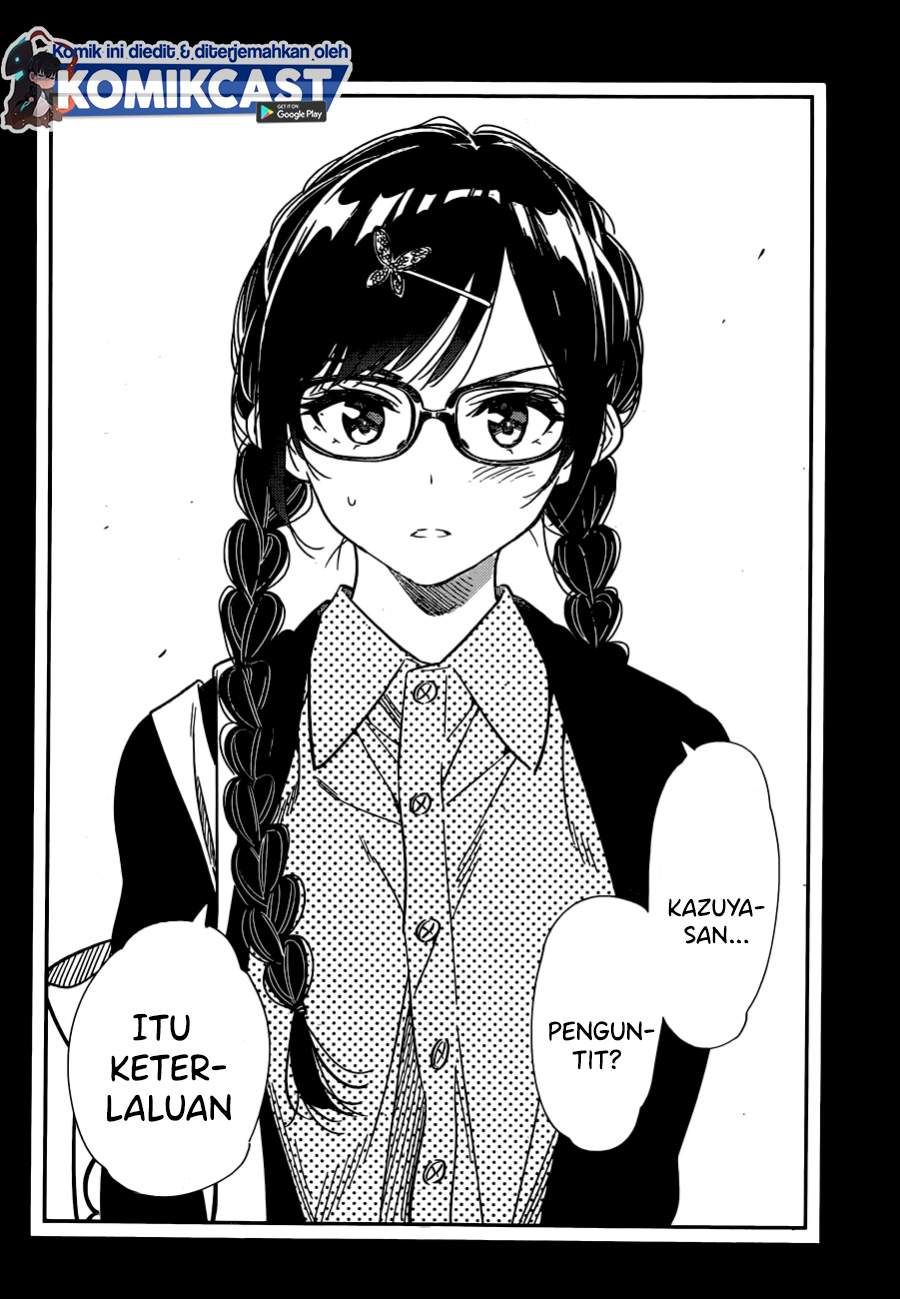 Komik ini diedit & diterjemahkan oleh
KOMIKCAST
GET IT ON
Google Play
KAZUYA-
SAN...
PENGUN-
TIT?
ITU
KETER-
LALUAN